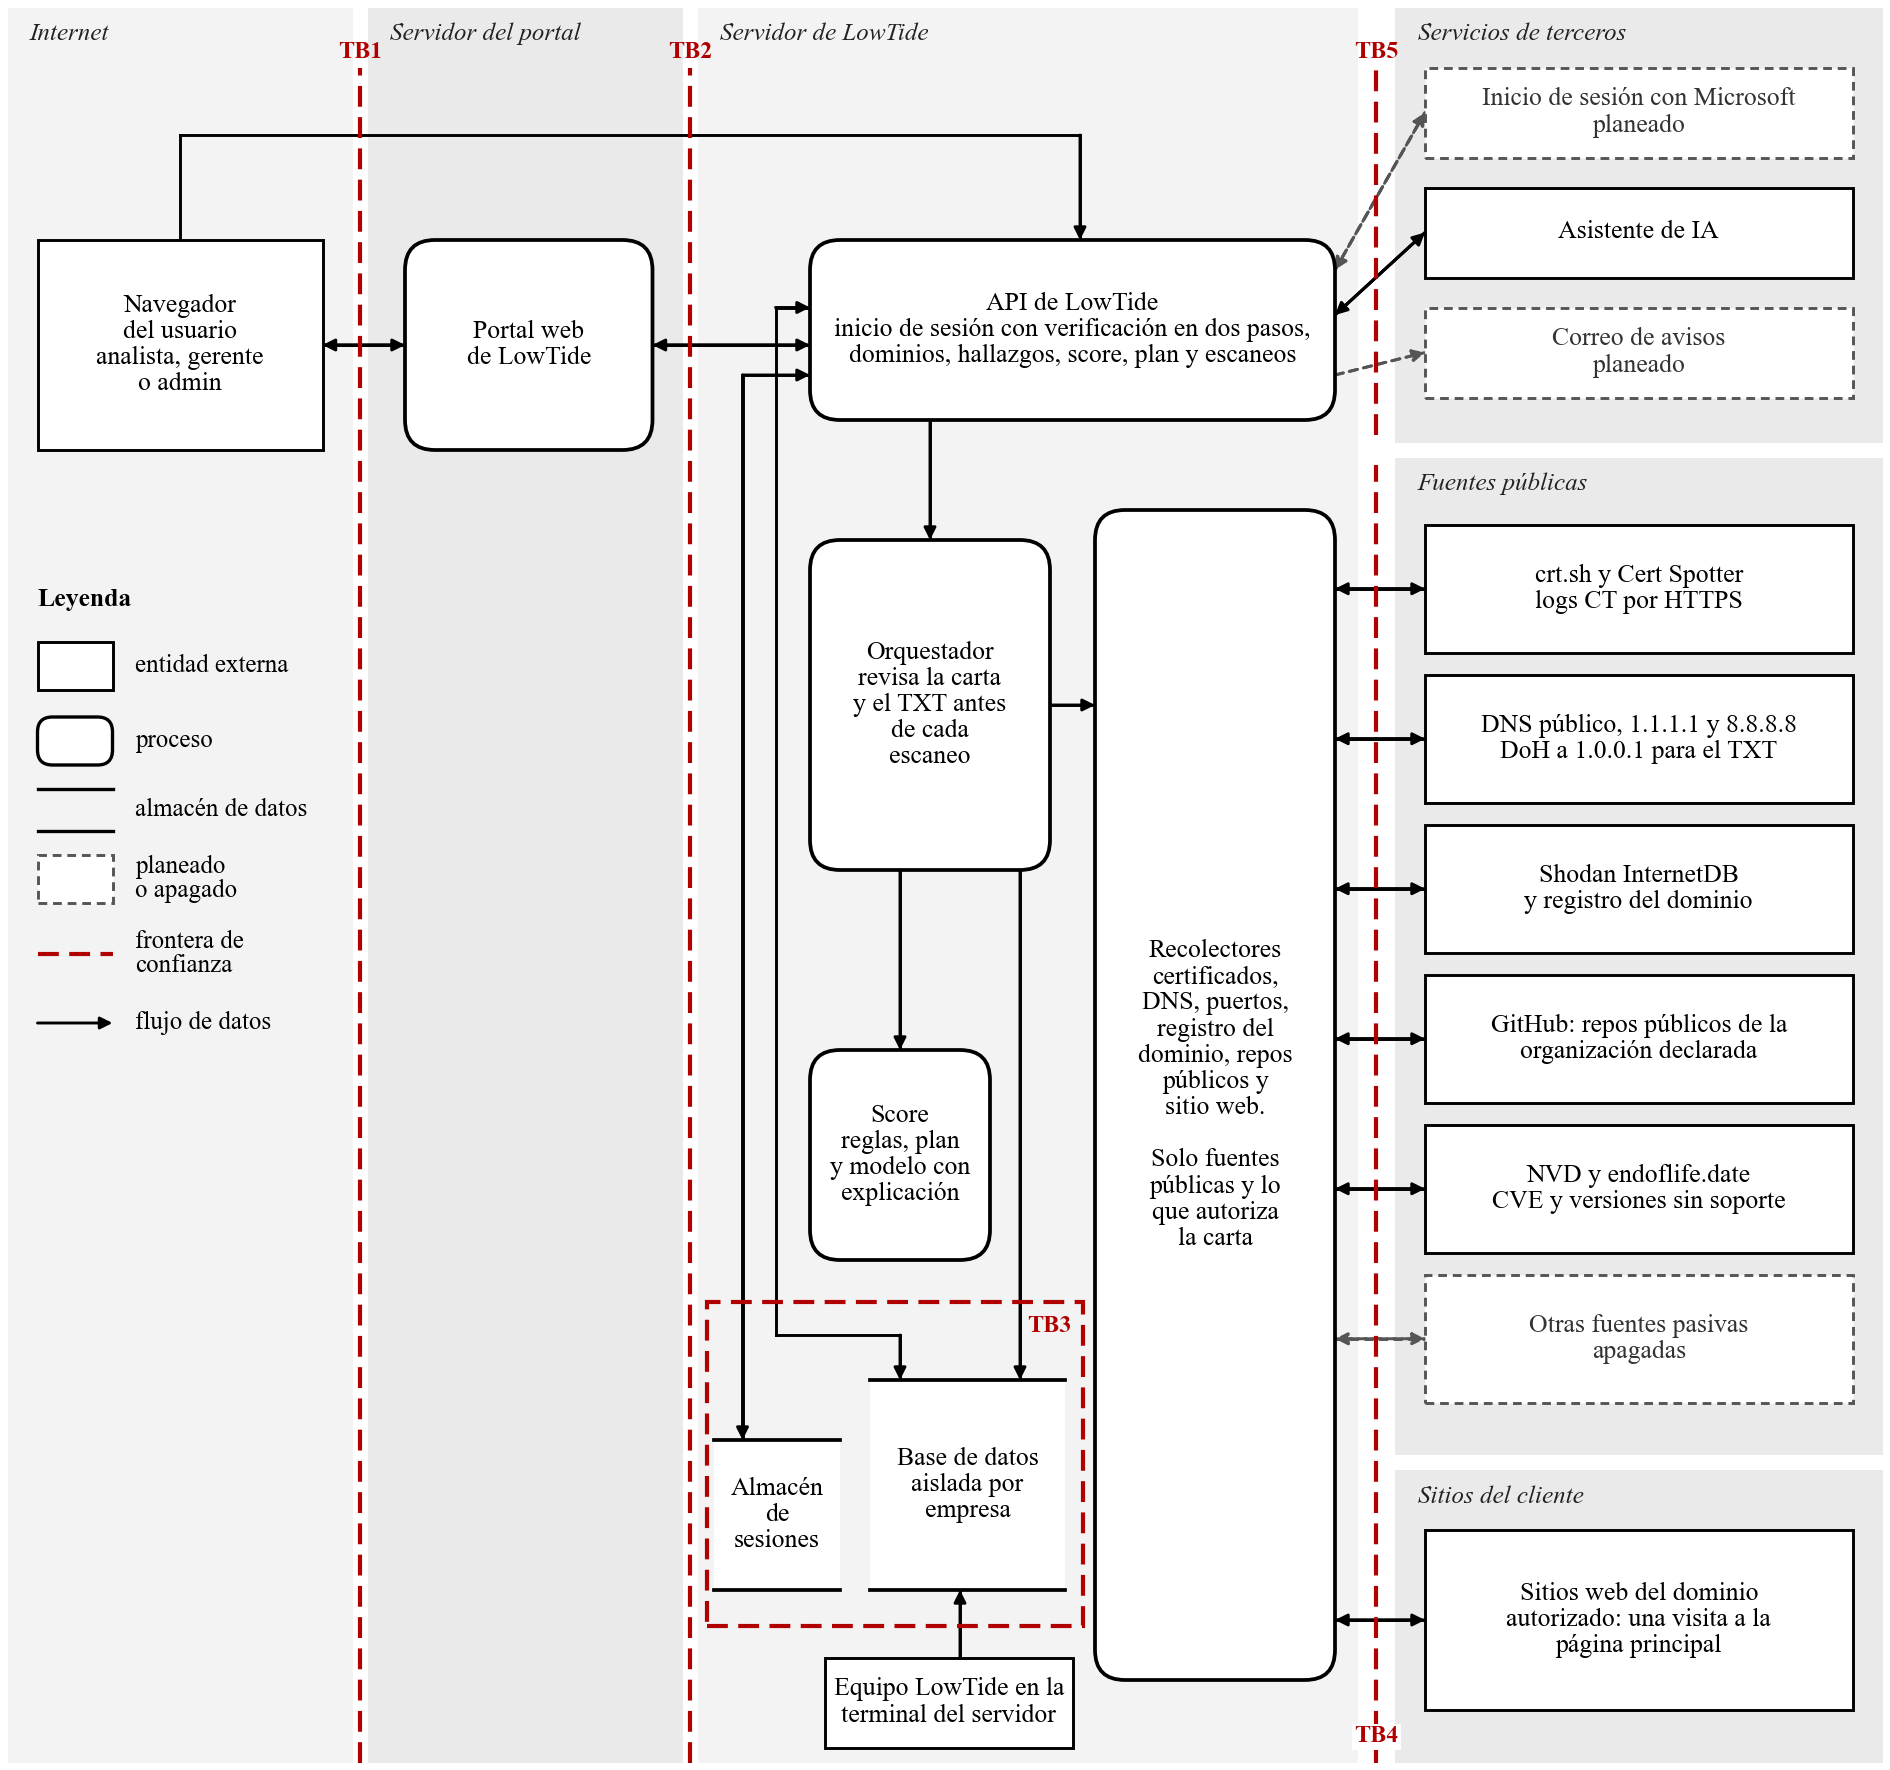 Internet
Servidor del portal
Servidor de LowTide
Servicios de terceros
TB1
TB2
TB5
Inicio de sesión con Microsoft
planeado
Asistente de IA
Correo de avisos
planeado
Navegador
del usuario
analista, gerente
o admin
Portal web
de LowTide
API de LowTide
inicio de sesión con verificación en dos pasos,
dominios, hallazgos, score, plan y escaneos
Fuentes públicas
crt.sh y Cert Spotter
logs CT por HTTPS
DNS público, 1.1.1.1 y 8.8.8.8
DoH a 1.0.0.1 para el TXT
Shodan InternetDB
y registro del dominio
GitHub: repos públicos de la
organización declarada
NVD y endoflife.date
CVE y versiones sin soporte
Otras fuentes pasivas
apagadas
Leyenda
entidad externa
proceso
almacén de datos
planeado
o apagado
frontera de
confianza
flujo de datos
Orquestador
revisa la carta
y el TXT antes
de cada
escaneo
Recolectores
certificados,
DNS, puertos,
registro del
dominio, repos
públicos y
sitio web.
Solo fuentes
públicas y lo
que autoriza
la carta
Score
reglas, plan
y modelo con
explicación
TB3
Almacén
de
sesiones
Base de datos
aislada por
empresa
Equipo LowTide en la
terminal del servidor
Sitios del cliente
Sitios web del dominio
autorizado: una visita a la
página principal
TB4